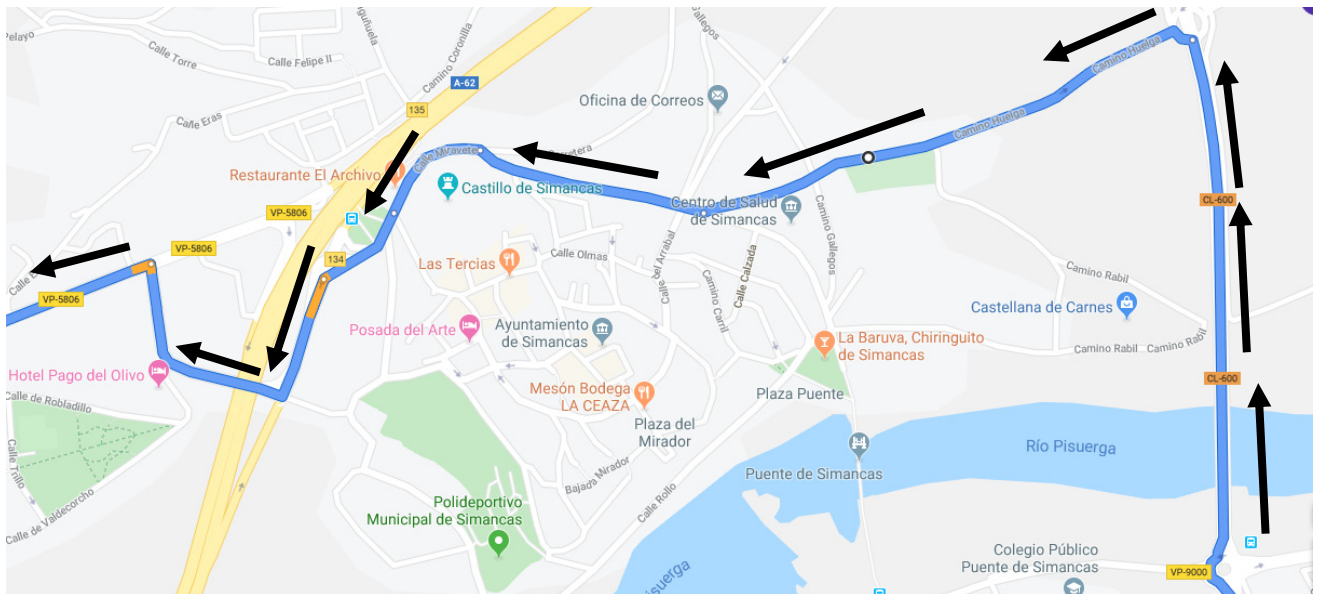 Pelayo
Calle Torre
Calle Felipe II
Camino Coronilla
Gallegos
A-62
135
Oficina de Correos
Camino Huelga
Camino Huelga
Calle Eras
Calle Miravete
Restaurante El Archivo
Castillo de Simancas
Centro de Salud
de Simancas
CL-600
VP-5806
VP-5806
134
Calle Olmas
Calle del Arrabal
Calle Calzada
Camino Gallegos
Las Tercias
Camino Rabil
VP-5806
Camino Carril
Castellana de Carnes
Posada del Arte
Ayuntamiento
de Simancas
La Baruva, Chiringuito
de Simancas
Camino Rabil
Camino Rabil
Hotel Pago del Olivo
CL-600
Mesón Bodega
LA CEAZA
Plaza Puente
Calle de Robladillo
Plaza del
Mirador
Río Pisuerga
Calle Trillo
Puente de Simancas
Bajada Mirador
Calle Rollo
Polideportivo
Municipal de Simancas
Calle de Valdecorcho
Colegio Público
Puente de Simancas
VP-9000
Pisuerga